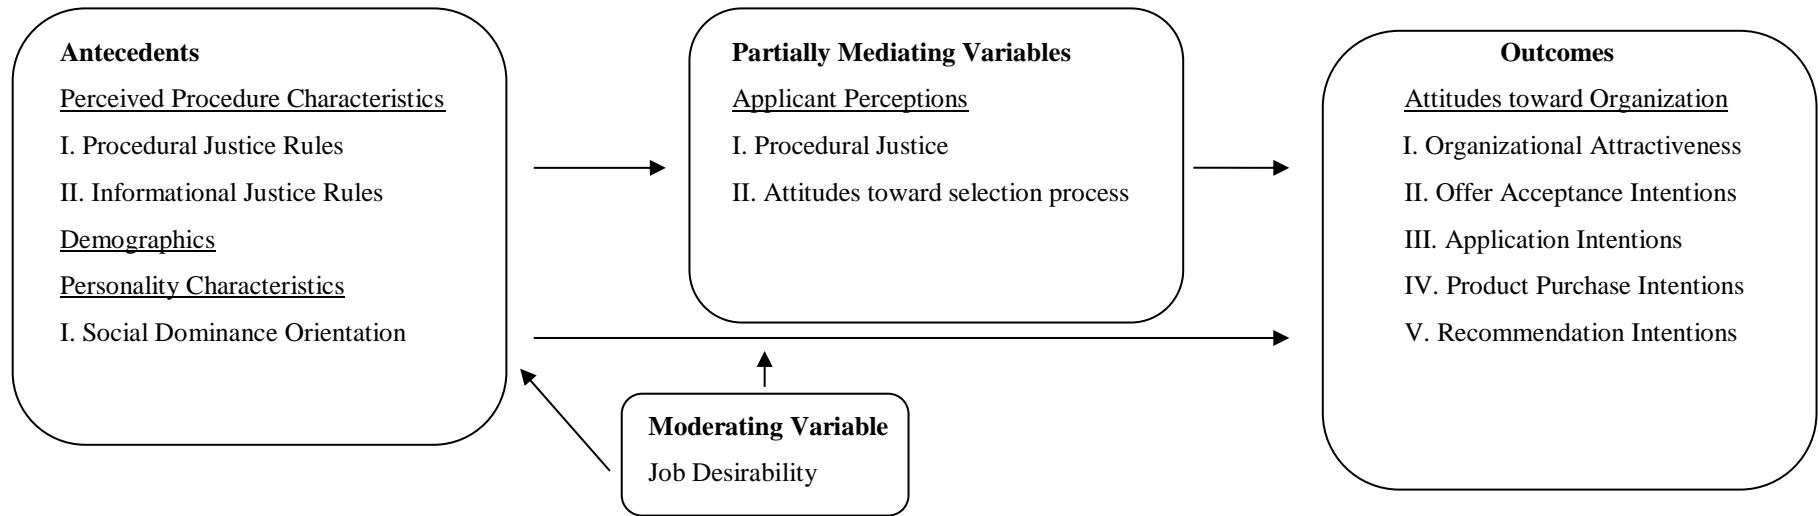 Antecedents
Perceived Procedure Characteristics
I. Procedural Justice Rules
II. Informational Justice Rules
Demographics
Personality Characteristics
I. Social Dominance Orientation
Partially Mediating Variables
Applicant Perceptions
I. Procedural Justice
II. Attitudes toward selection process
Outcomes
Attitudes toward Organization
I. Organizational Attractiveness
II. Offer Acceptance Intentions
III. Application Intentions
IV. Product Purchase Intentions
V. Recommendation Intentions
Moderating Variable
Job Desirability